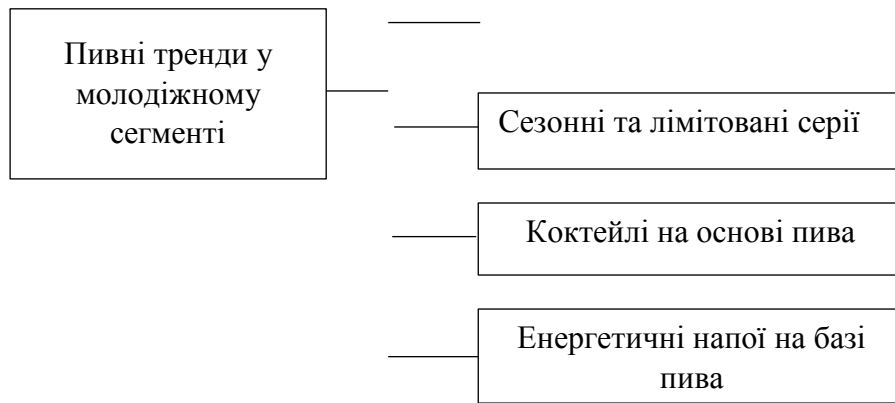 Пивні тренди у
молодіжному
сегменті
Сезонні та лімітовані серії
Коктейлі на основі пива
Енергетичні напої на базі
пива